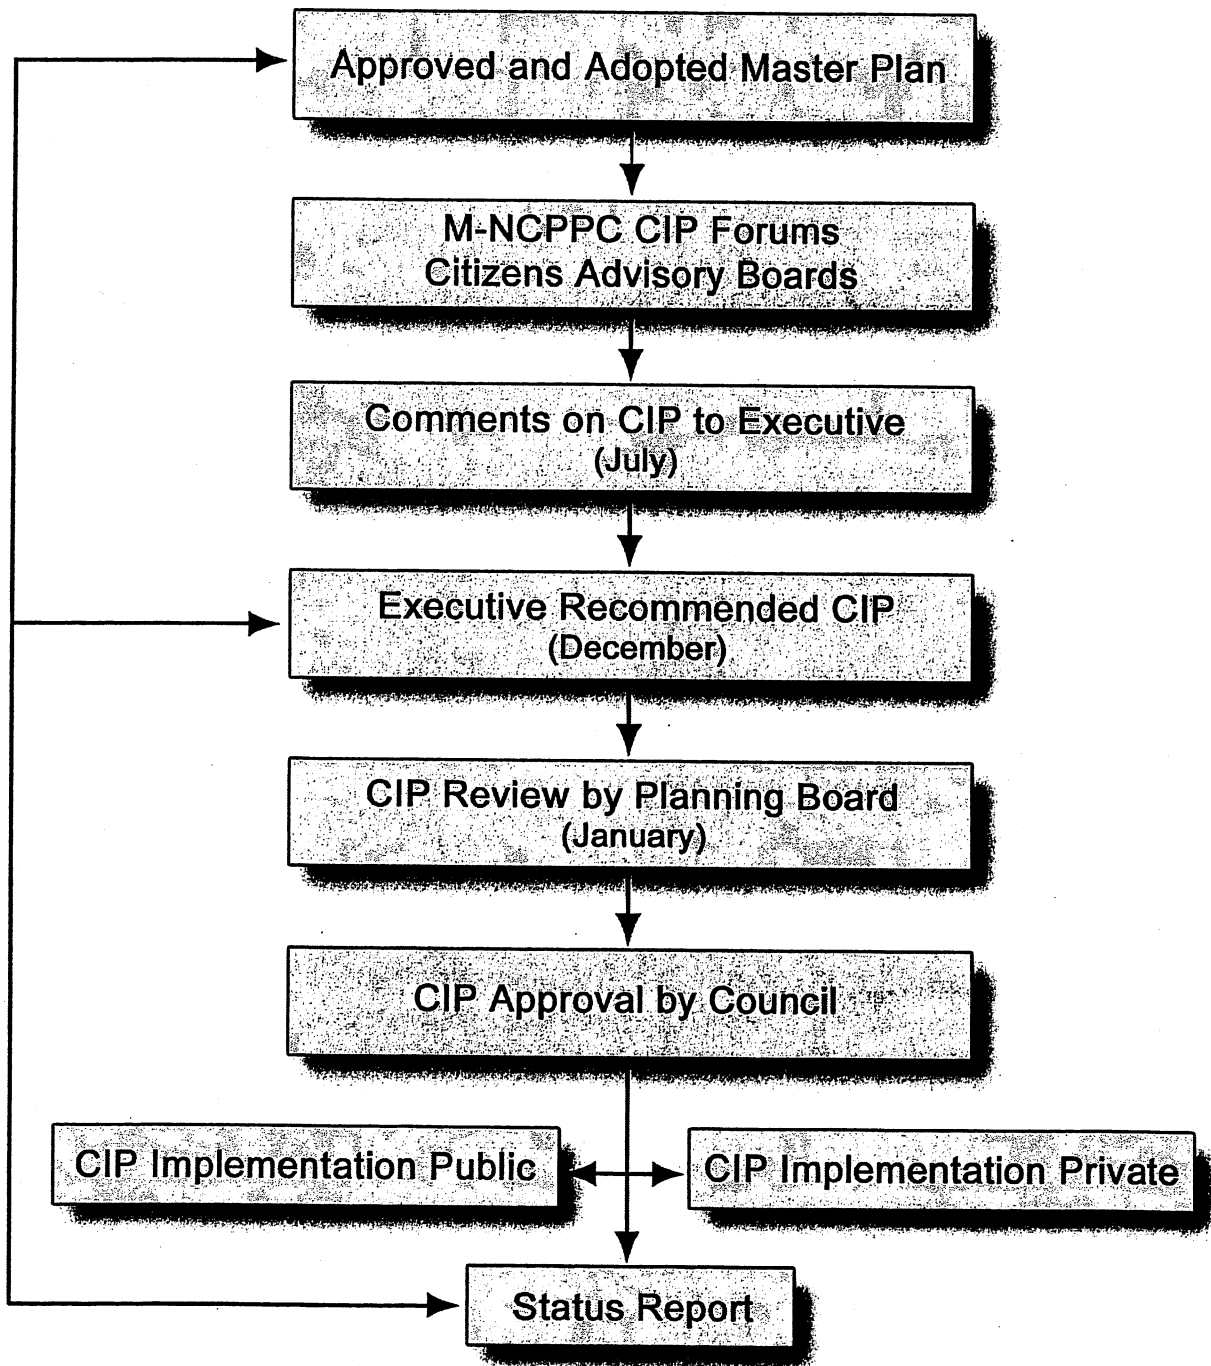 Approved and Adopted Master Plan
M-NCPPC CIP Forums
Citizens Advisory Boards
Comments on CIP to Executive
(July)
Executive Recommended CIP
(December)
CIP Review by Planning Board
(January)
CIP Approval by Council
CIP Implementation Public
CIP Implementation Private
Status Report